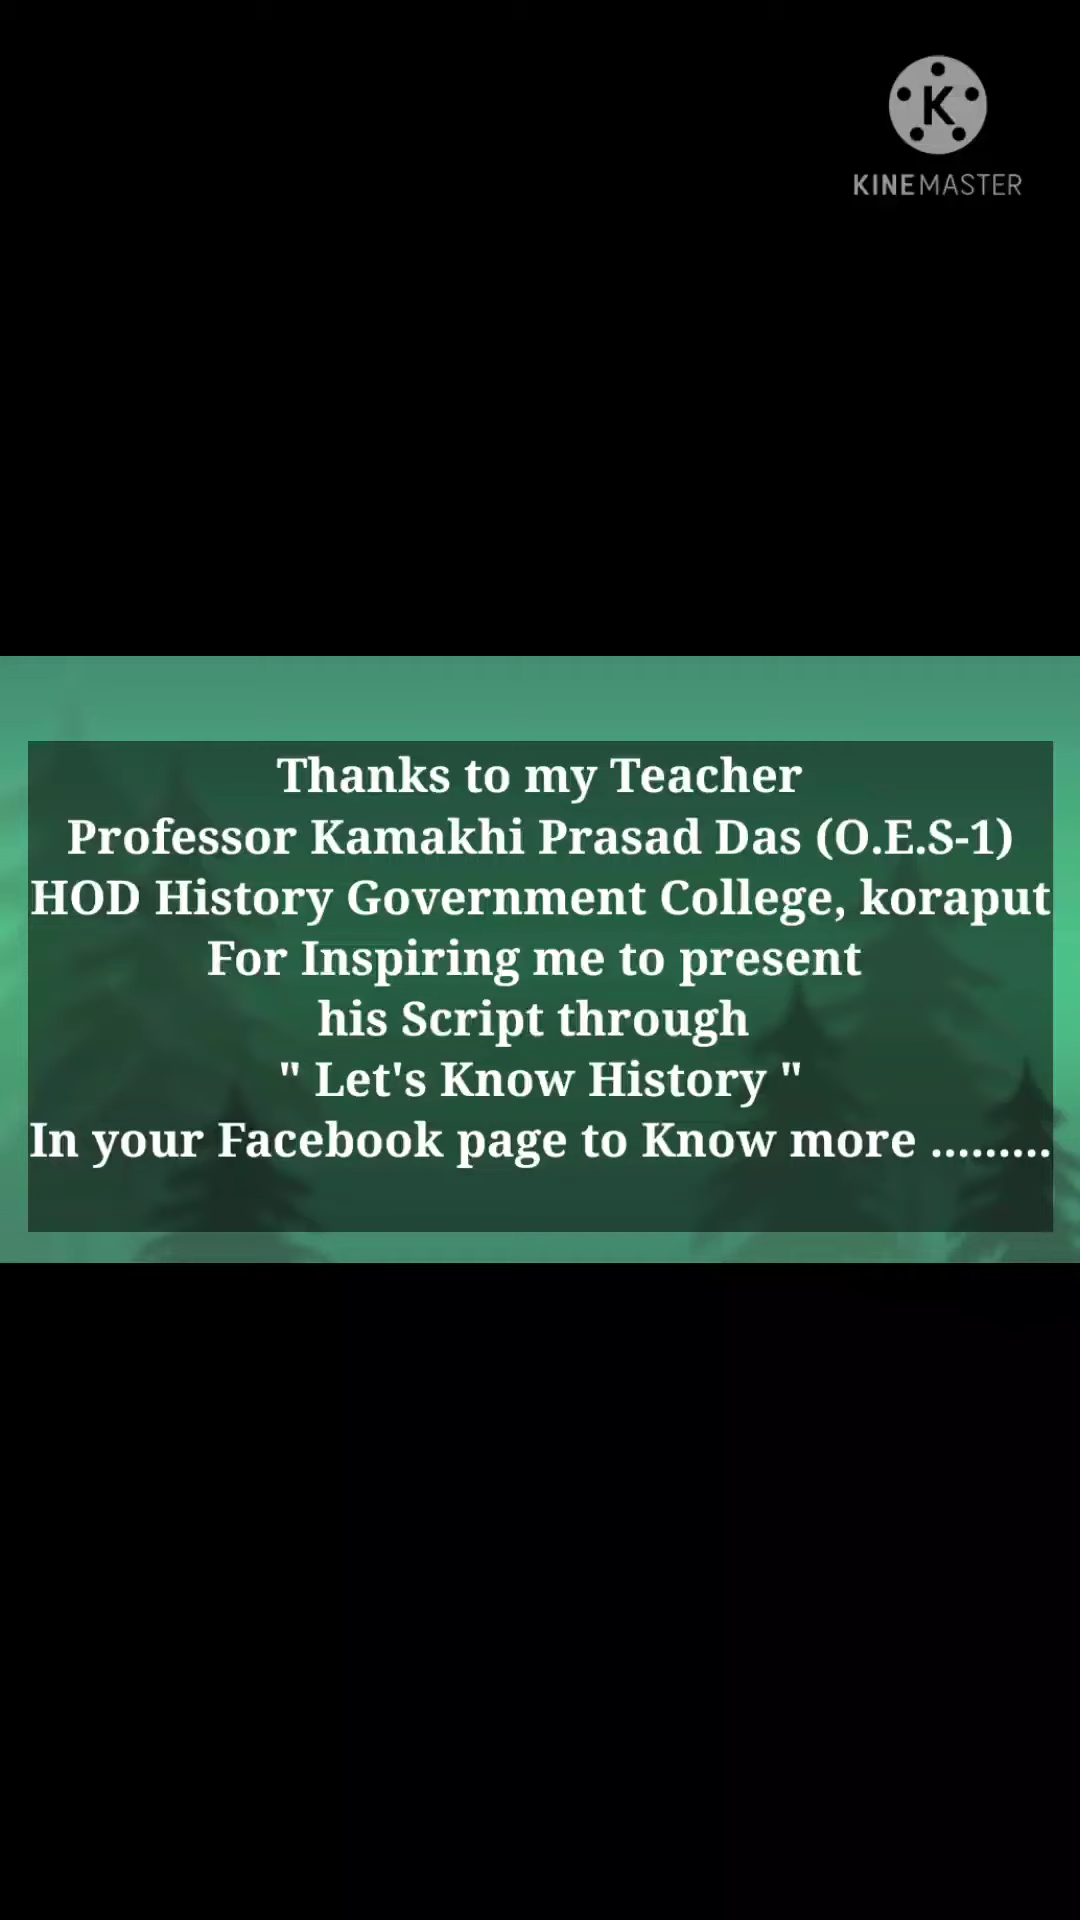 K
KINEMASTER
Thanks to my Teacher
Professor Kamakhi Prasad Das (O.E.S-1)
HOD History Government College, koraput
For Inspiring me to present
his Script through
" Let's Know History "
In your Facebook page to Know more .........